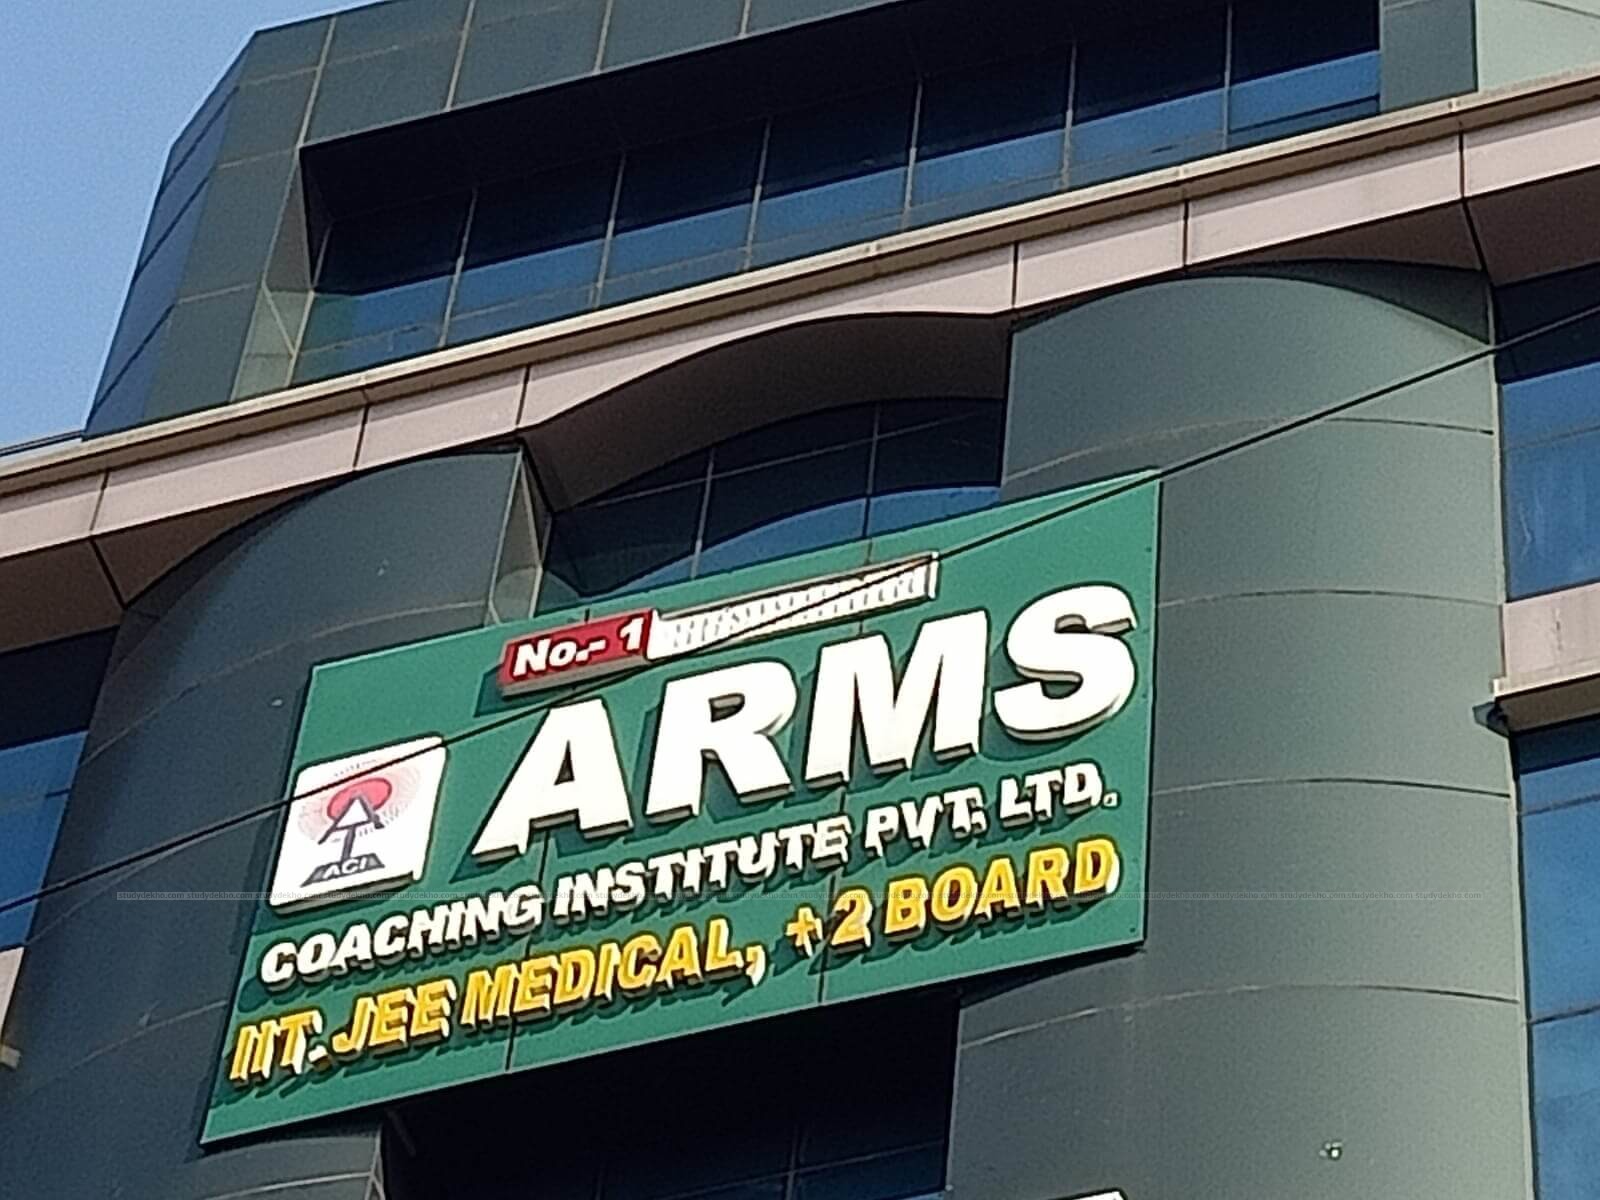 No.- 1
ARMS
ACI
COACHING INSTITUTE PVT. LTD.
IIT. JEE MEDICAL, +2 BOARD